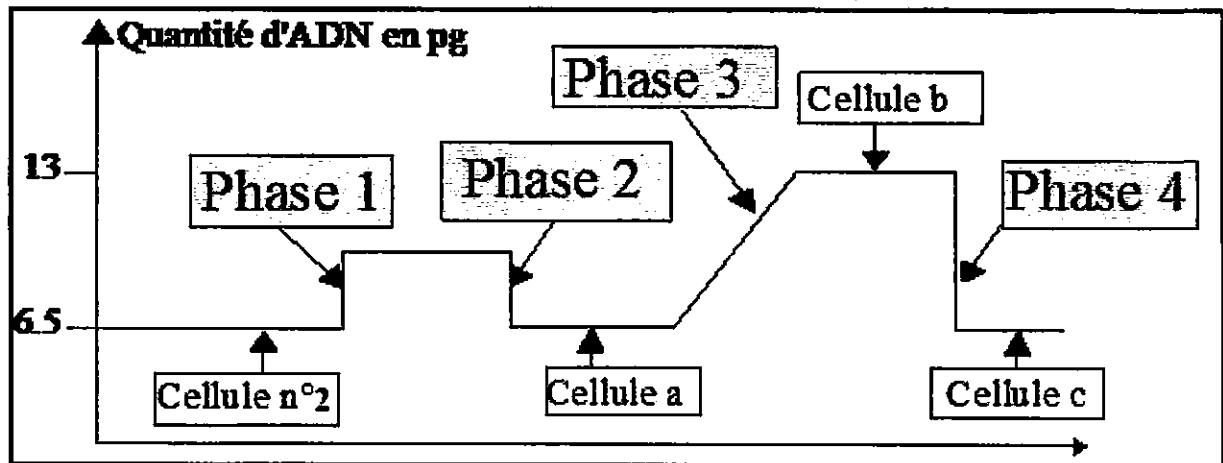 Quantité d'ADN en pg
Phase 3
Cellule b
13
Phase 1
Phase 2
Phase 4
6.5
Cellule n°2
Cellule a
Cellule c